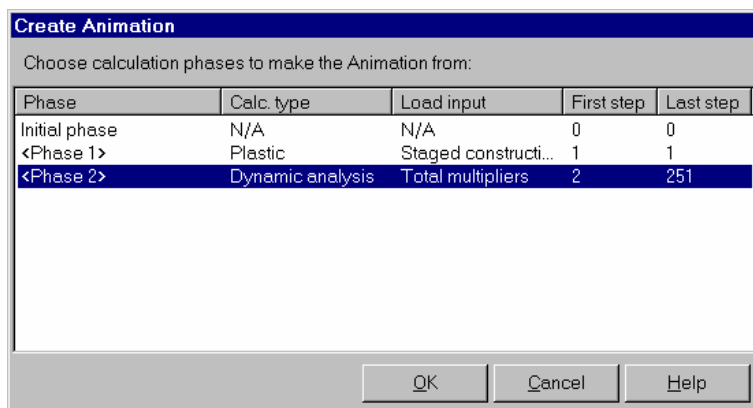 Create Animation
Choose calculation phases to make the Animation from:
Phase Calc. type Load input First step Last step
Initial phase N/A N/A 0 0
<Phase 1> Plastic Staged constructi... 1 1
<Phase 2> Dynamic analysis Total multipliers 2 251
OK Cancel Help